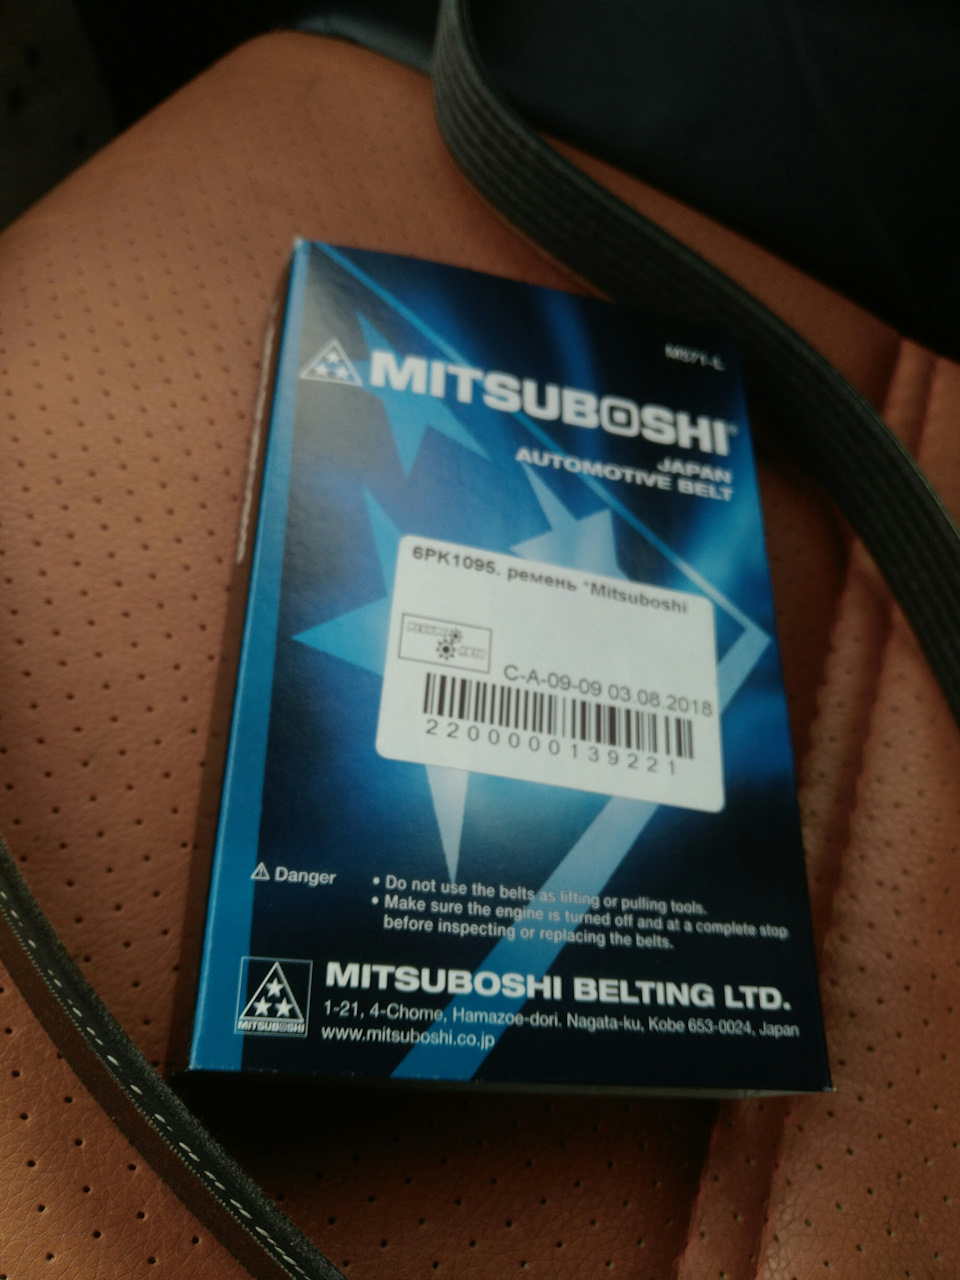 MITSUBOSHI®
JAPAN
AUTOMOTIVE BELT
6PK1095. ремень "Mitsuboshi
C-A-09-09 03.08.2018
2200000139221
⚠ Danger
• Do not use the belts as lifting or pulling tools.
• Make sure the engine is turned off and at a complete stop
before inspecting or replacing the belts.
MITSUBOSHI
MITSUBOSHI BELTING LTD.
1-21, 4-Chome, Hamazoe-dori. Nagata-ku, Kobe 653-0024, Japan
www.mitsuboshi.co.jp